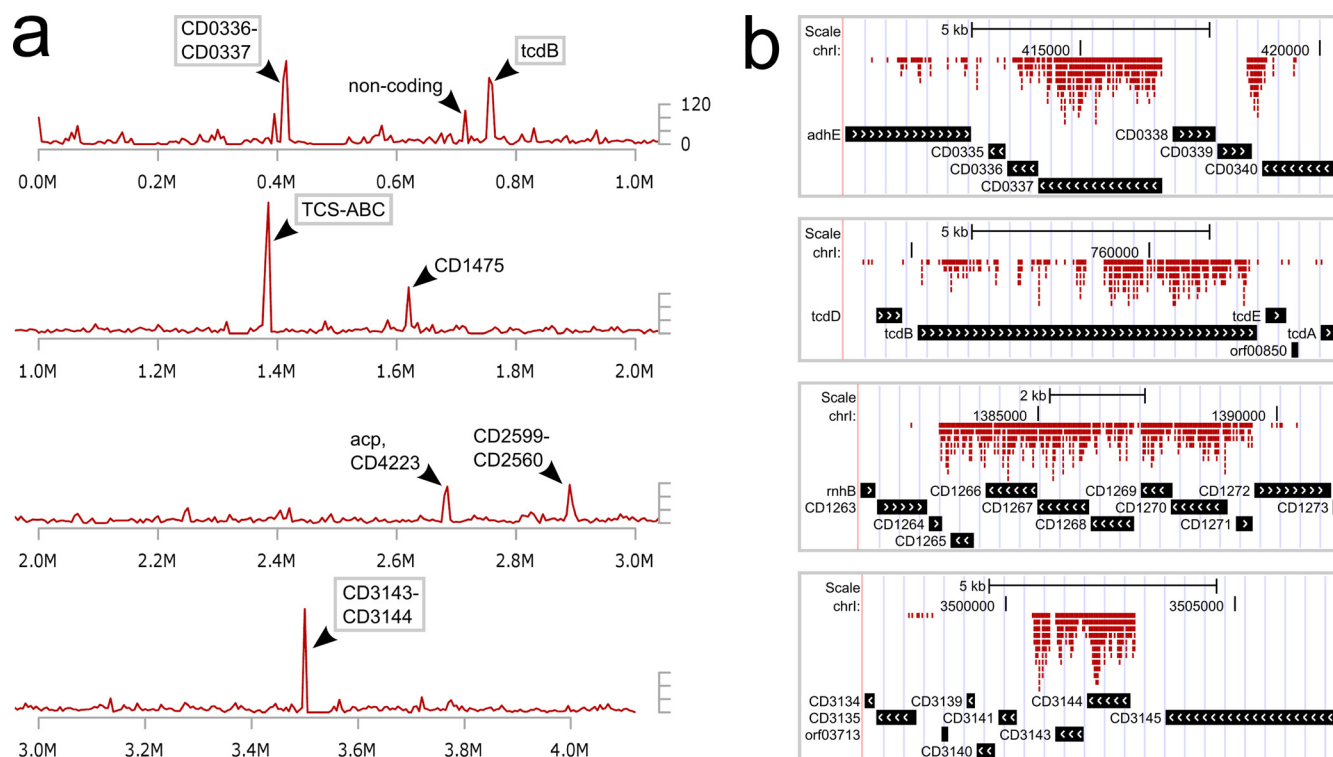 a
CD0336-
CD0337
non-coding
tcdB
120
0
0.0M 0.2M 0.4M 0.6M 0.8M 1.0M
TCS-ABC
CD1475
1.0M 1.2M 1.4M 1.6M 1.8M 2.0M
acp,
CD4223
CD2599-
CD2560
2.0M 2.2M 2.4M 2.6M 2.8M 3.0M
CD3143-
CD3144
3.0M 3.2M 3.4M 3.6M 3.8M 4.0M
b
Scale 5 kb
chrI: 415000 420000
adhE CD0338
CD0335 CD0339
CD0336 CD0340
CD0337
Scale 5 kb
chrI: 760000
tcdD tcdE
tcdB tcdA
orf00850
Scale 2 kb
chrI: 1385000 1390000
rnhB CD1266 CD1269 CD1272
CD1263 CD1267 CD1270 CD1273
CD1264 CD1268 CD1271
CD1265
Scale 5 kb
chrI: 3500000 3505000
CD3134 CD3139 CD3144
CD3135 CD3141 CD3145
orf03713 CD3143
CD3140